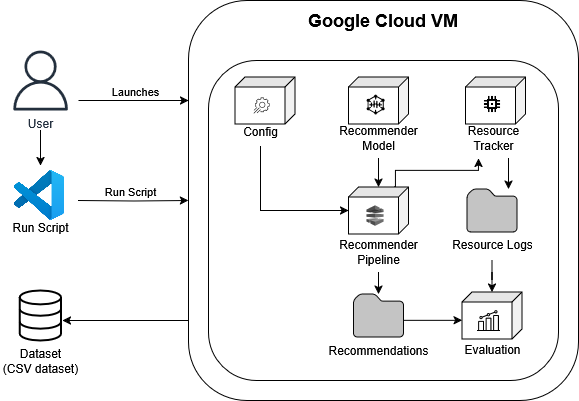 Google Cloud VM
Launches
User
Config
Recommender
Model
Resource
Tracker
Run Script
Run Script
Recommender
Pipeline
Resource Logs
Dataset
(CSV dataset)
Recommendations
Evaluation